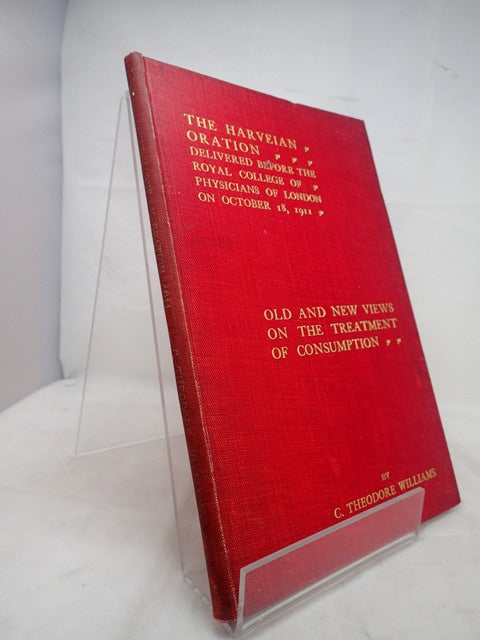 THE HARVEIAN
ORATION
DELIVERED BEFORE THE
ROYAL COLLEGE OF
PHYSICIANS OF LONDON
ON OCTOBER 18, 1911
OLD AND NEW VIEWS
ON THE TREATMENT
OF CONSUMPTION
BY
C. THEODORE WILLIAMS